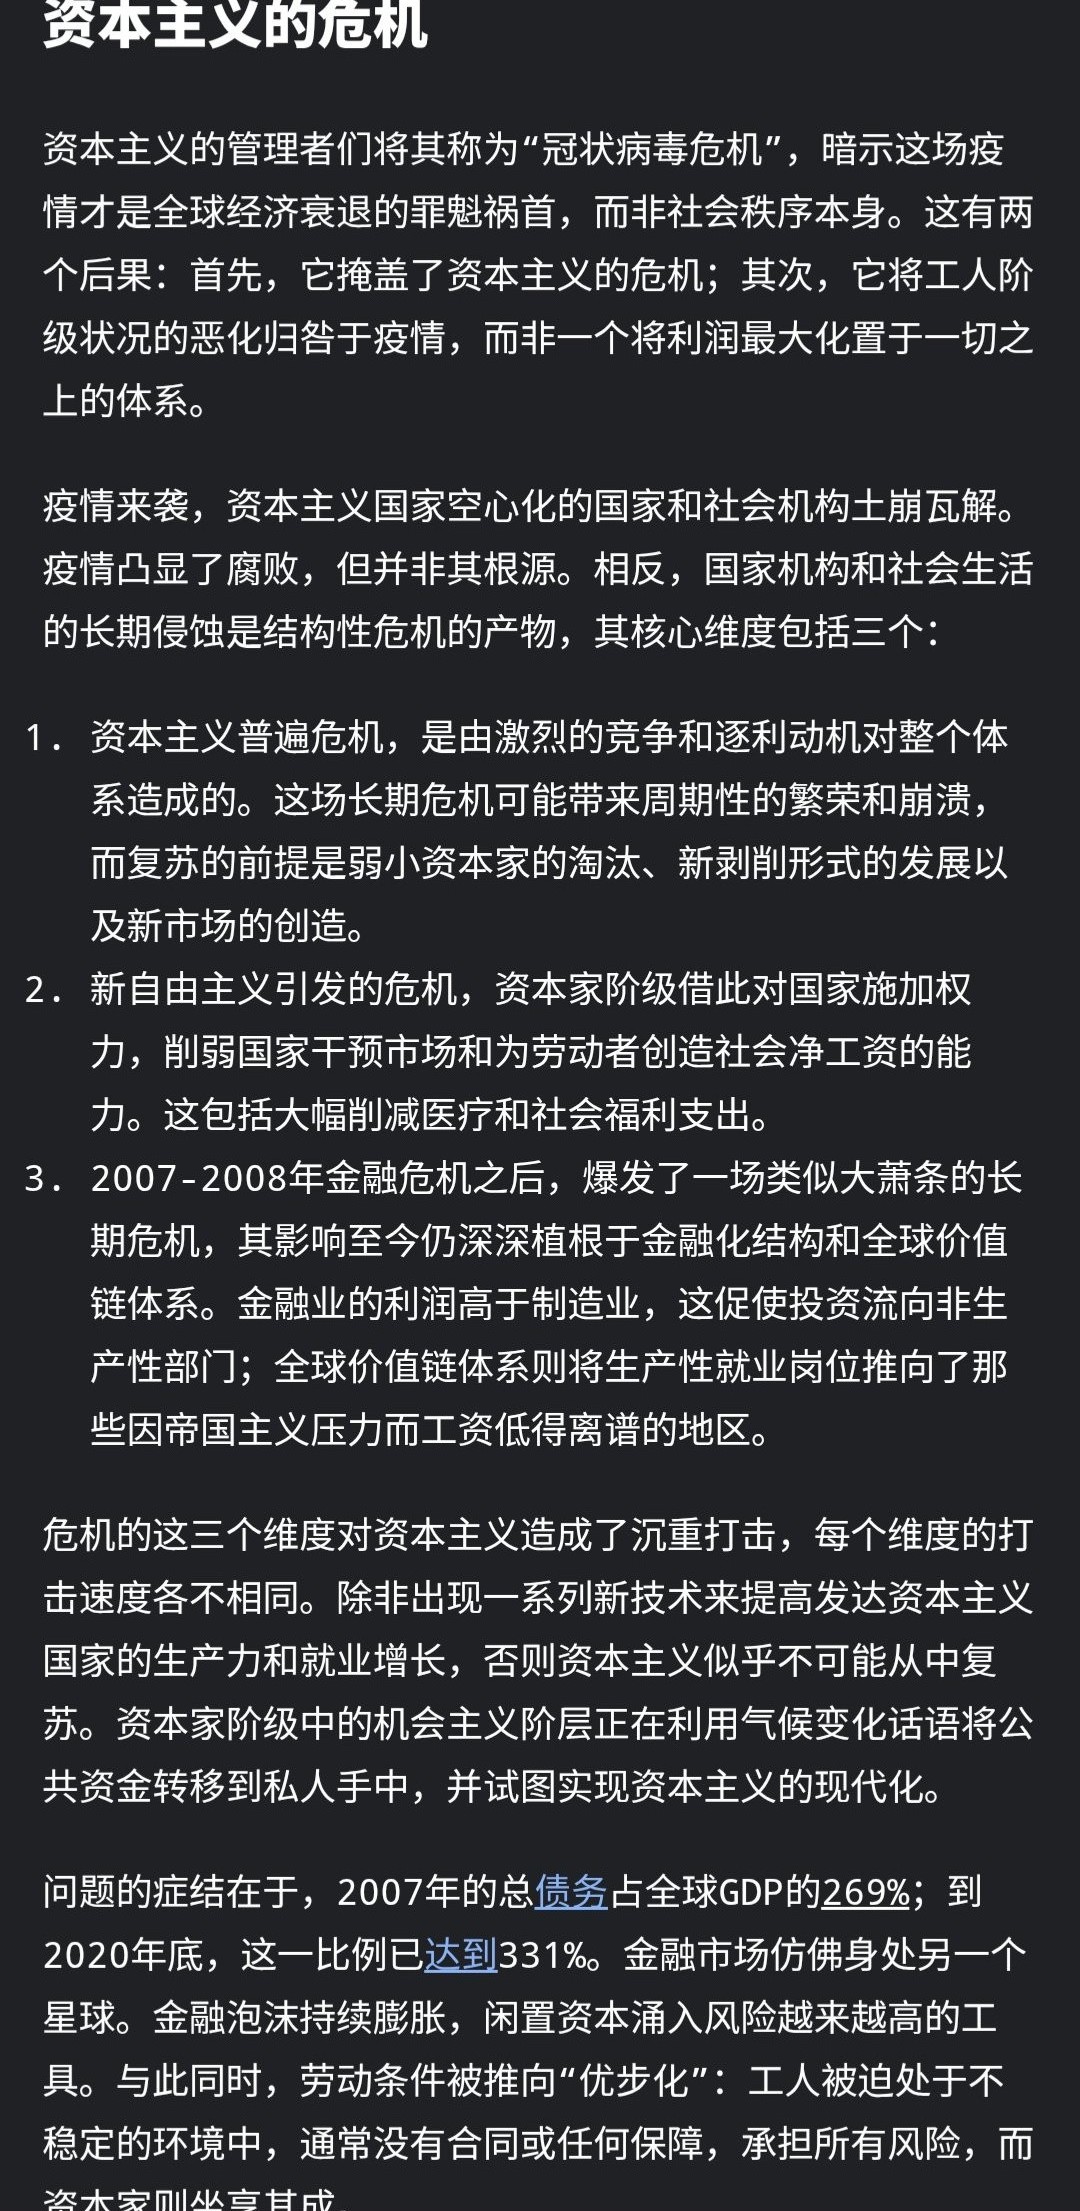 资本主义的危机
资本主义的管理者们将其称为“冠状病毒危机”，暗示这场疫
情才是全球经济衰退的罪魁祸首，而非社会秩序本身。这有两
个后果：首先，它掩盖了资本主义的危机；其次，它将工人阶
级状况的恶化归咎于疫情，而非一个将利润最大化置于一切之
上的体系。
疫情来袭，资本主义国家空心化的国家和社会机构土崩瓦解。
疫情凸显了腐败，但并非其根源。相反，国家机构和社会生活
的长期侵蚀是结构性危机的产物，其核心维度包括三个：
1. 资本主义普遍危机，是由激烈的竞争和逐利动机对整个体
系造成的。这场长期危机可能带来周期性的繁荣和崩溃，
而复苏的前提是弱小资本家的淘汰、新剥削形式的发展以
及新市场的创造。
2. 新自由主义引发的危机，资本家阶级借此对国家施加权
力，削弱国家干预市场和为劳动者创造社会净工资的能
力。这包括大幅削减医疗和社会福利支出。
3. 2007-2008年金融危机之后，爆发了一场类似大萧条的长
期危机，其影响至今仍深深植根于金融化结构和全球价值
链体系。金融业的利润高于制造业，这促使投资流向非生
产性部门；全球价值链体系则将生产性就业岗位推向了那
些因帝国主义压力而工资低得离谱的地区。
危机的这三个维度对资本主义造成了沉重打击，每个维度的打
击速度各不相同。除非出现一系列新技术来提高发达资本主义
国家的生产力和就业增长，否则资本主义似乎不可能从中复
苏。资本家阶级中的机会主义阶层正在利用气候变化话语将公
共资金转移到私人手中，并试图实现资本主义的现代化。
问题的症结在于，2007年的总债务占全球GDP的269%；到
2020年底，这一比例已达到331%。金融市场仿佛身处另一个
星球。金融泡沫持续膨胀，闲置资本涌入风险越来越高的工
具。与此同时，劳动条件被推向“优步化”：工人被迫处于不
稳定的环境中，通常没有合同或任何保障，承担所有风险，而
资本家则坐享其成。